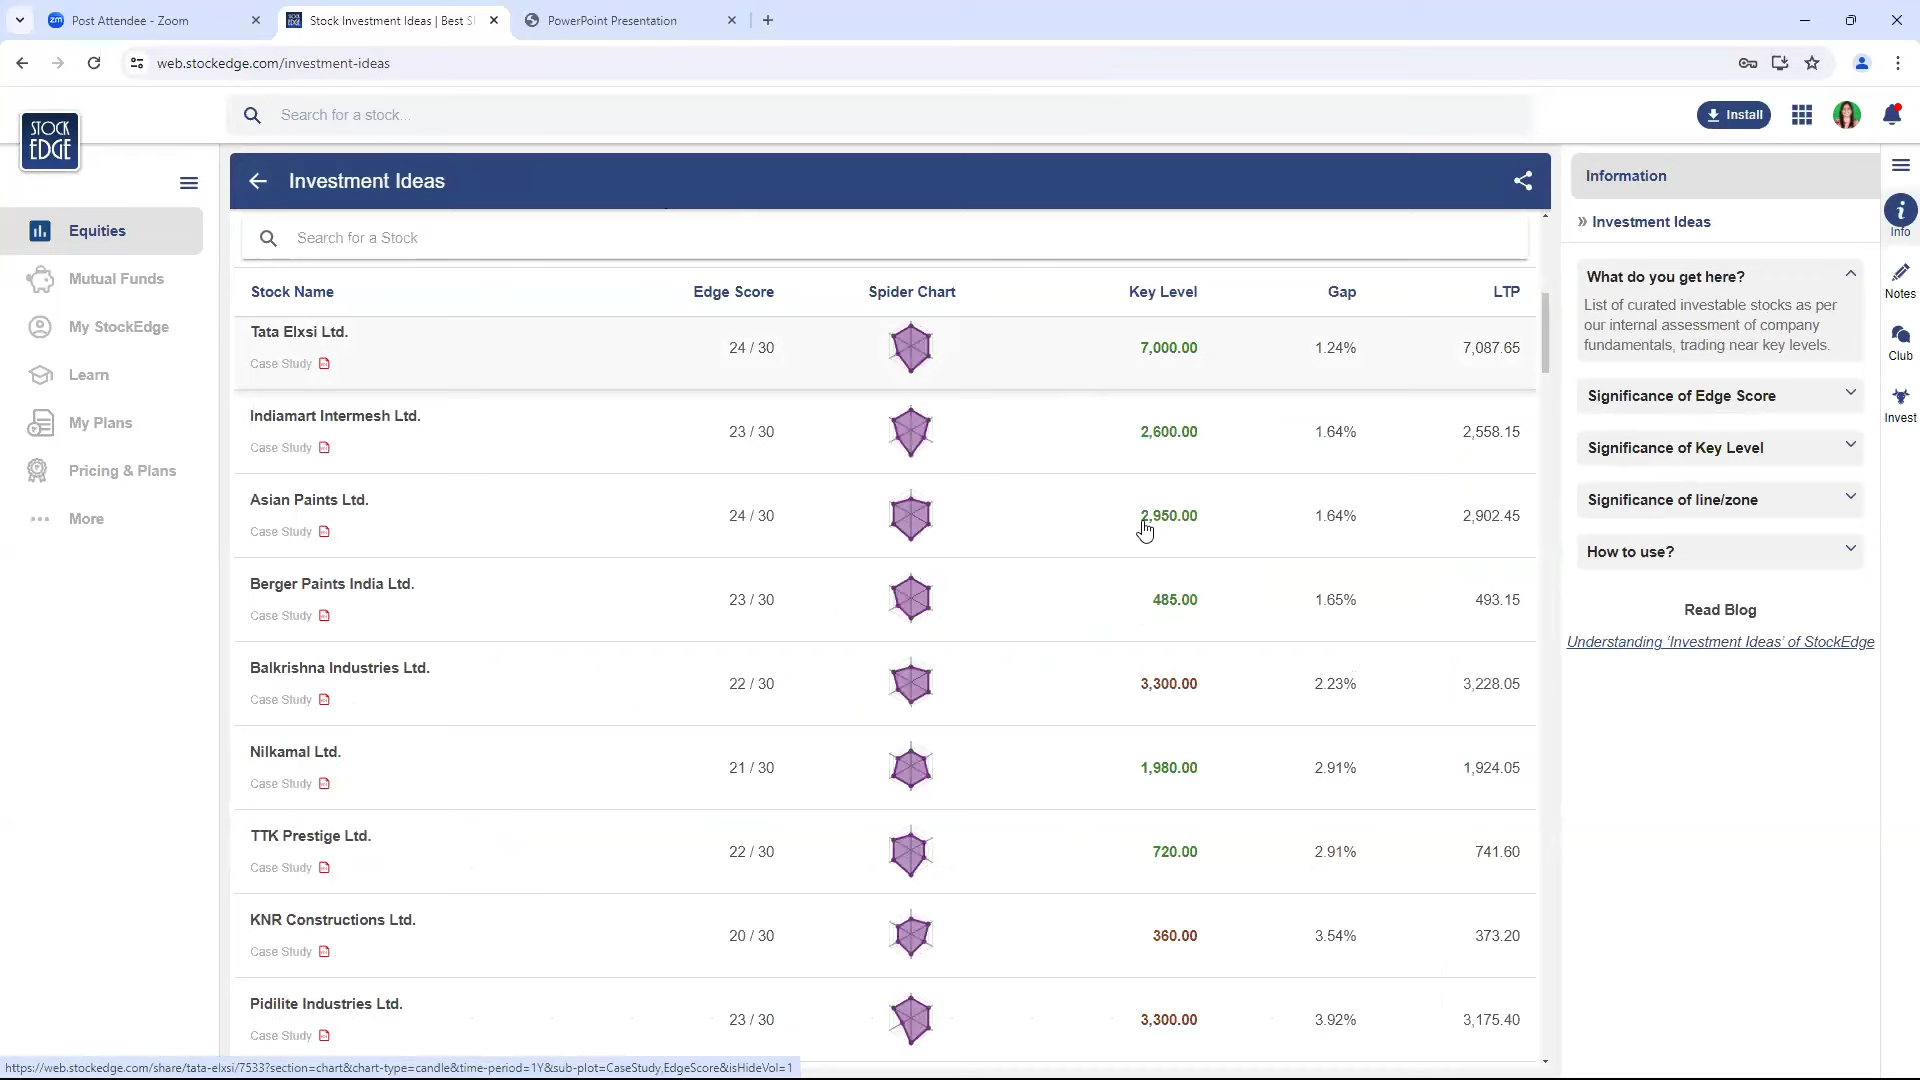 Post Attendee - Zoom
Stock Investment Ideas | Best S
PowerPoint Presentation
web.stockedge.com/investment-ideas
STOCK
EDGE
Search for a stock...
Install
Equities
Mutual Funds
My StockEdge
Learn
My Plans
Pricing & Plans
More
Investment Ideas
Search for a Stock
Stock Name Edge Score Spider Chart Key Level Gap LTP
Tata Elxsi Ltd. 24 / 30 7,000.00 1.24% 7,087.65
Case Study
Indiamart Intermesh Ltd. 23 / 30 2,600.00 1.64% 2,558.15
Case Study
Asian Paints Ltd. 24 / 30 2,950.00 1.64% 2,902.45
Case Study
Berger Paints India Ltd. 23 / 30 485.00 1.65% 493.15
Case Study
Balkrishna Industries Ltd. 22 / 30 3,300.00 2.23% 3,228.05
Case Study
Nilkamal Ltd. 21 / 30 1,980.00 2.91% 1,924.05
Case Study
TTK Prestige Ltd. 22 / 30 720.00 2.91% 741.60
Case Study
KNR Constructions Ltd. 20 / 30 360.00 3.54% 373.20
Case Study
Pidilite Industries Ltd. 23 / 30 3,300.00 3.92% 3,175.40
Case Study
Information
» Investment Ideas
What do you get here?
List of curated investable stocks as per
our internal assessment of company
fundamentals, trading near key levels.
Significance of Edge Score
Significance of Key Level
Significance of line/zone
How to use?
Read Blog
Understanding 'Investment Ideas' of StockEdge
Info
Notes
Club
Invest
https://web.stockedge.com/share/tata-elxsi/7533?section=chart&chart-type=candle&time-period=1Y&sub-plot=CaseStudy,EdgeScore&isHideVol=1